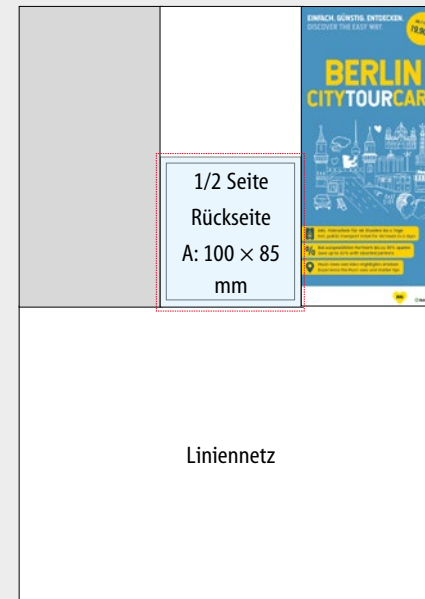 EINFACH. GÜNSTIG. ENTDECKEN.
DISCOVER THE EASY WAY.
BERLIN
CITYTOURCAR
1/2 Seite
Rückseite
A: 100 × 85
mm
%
Liniennetz